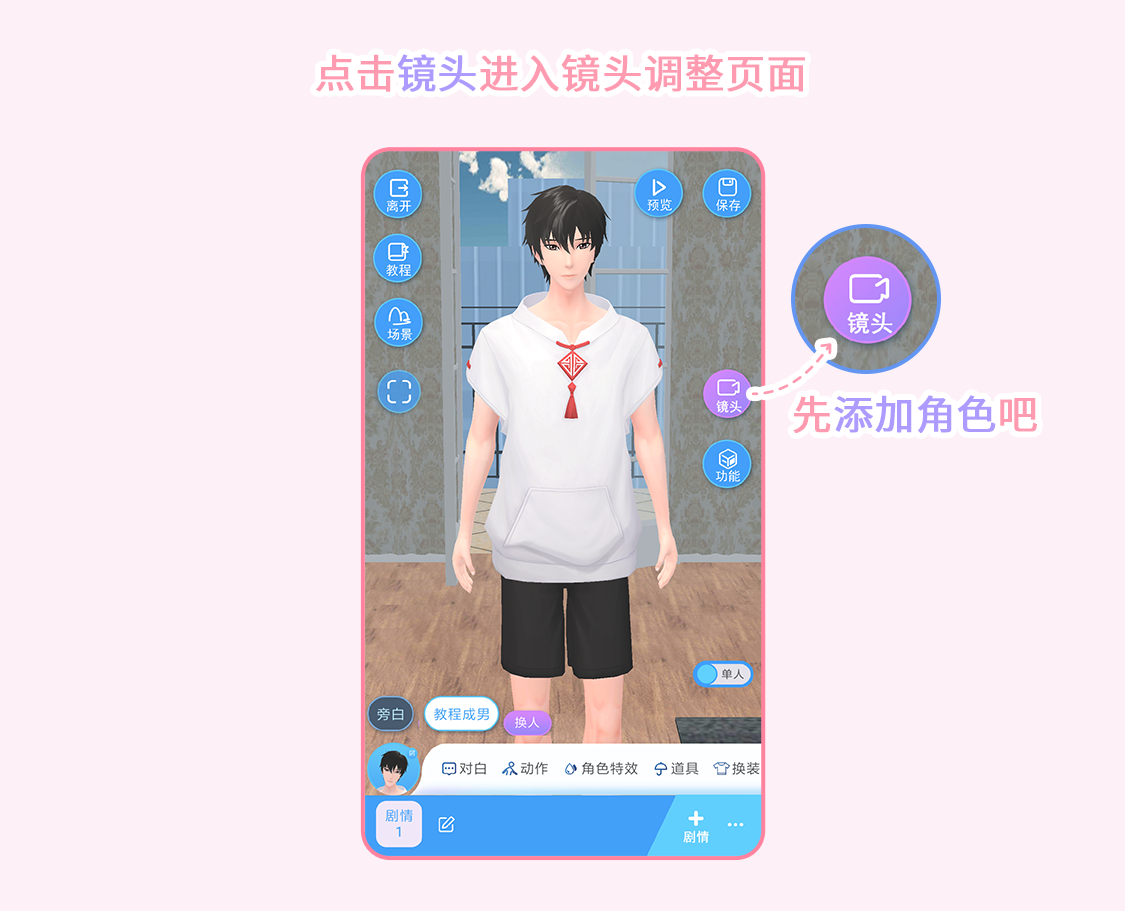 点击镜头进入镜头调整页面
离开
预览
保存
教程
场景
镜头
镜头
先添加角色吧
功能
单人
旁白
教程成男
换人
对白
动作
角色特效
道具
换装
剧情
1
剧情